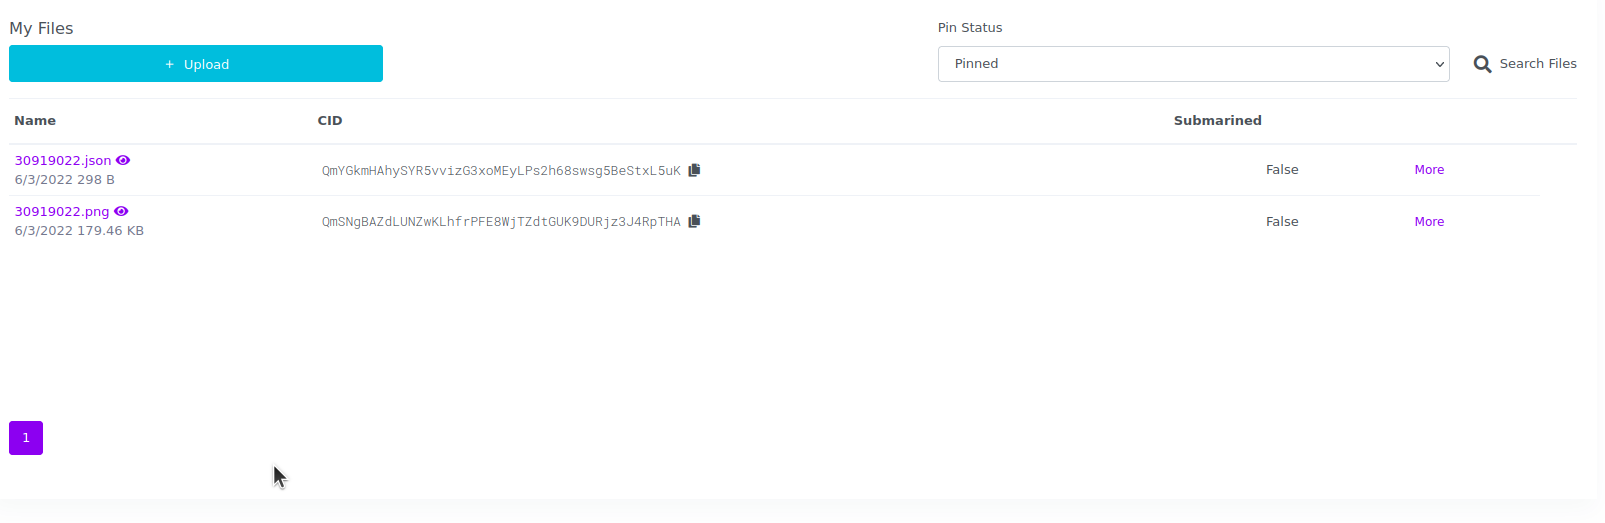 My Files
Pin Status
+ Upload
Pinned
Search Files
Name CID Submarined
30919022.json
6/3/2022 298 B
QmYGkmHAhySYR5vvizG3xoMEyLPs2h68swsg5BeStxL5uK
False
More
30919022.png
6/3/2022 179.46 KB
QmSNgBAZdLUNZwKLhfrPFE8WjTZdtGUK9DURjz3J4RpTHA
False
More
1